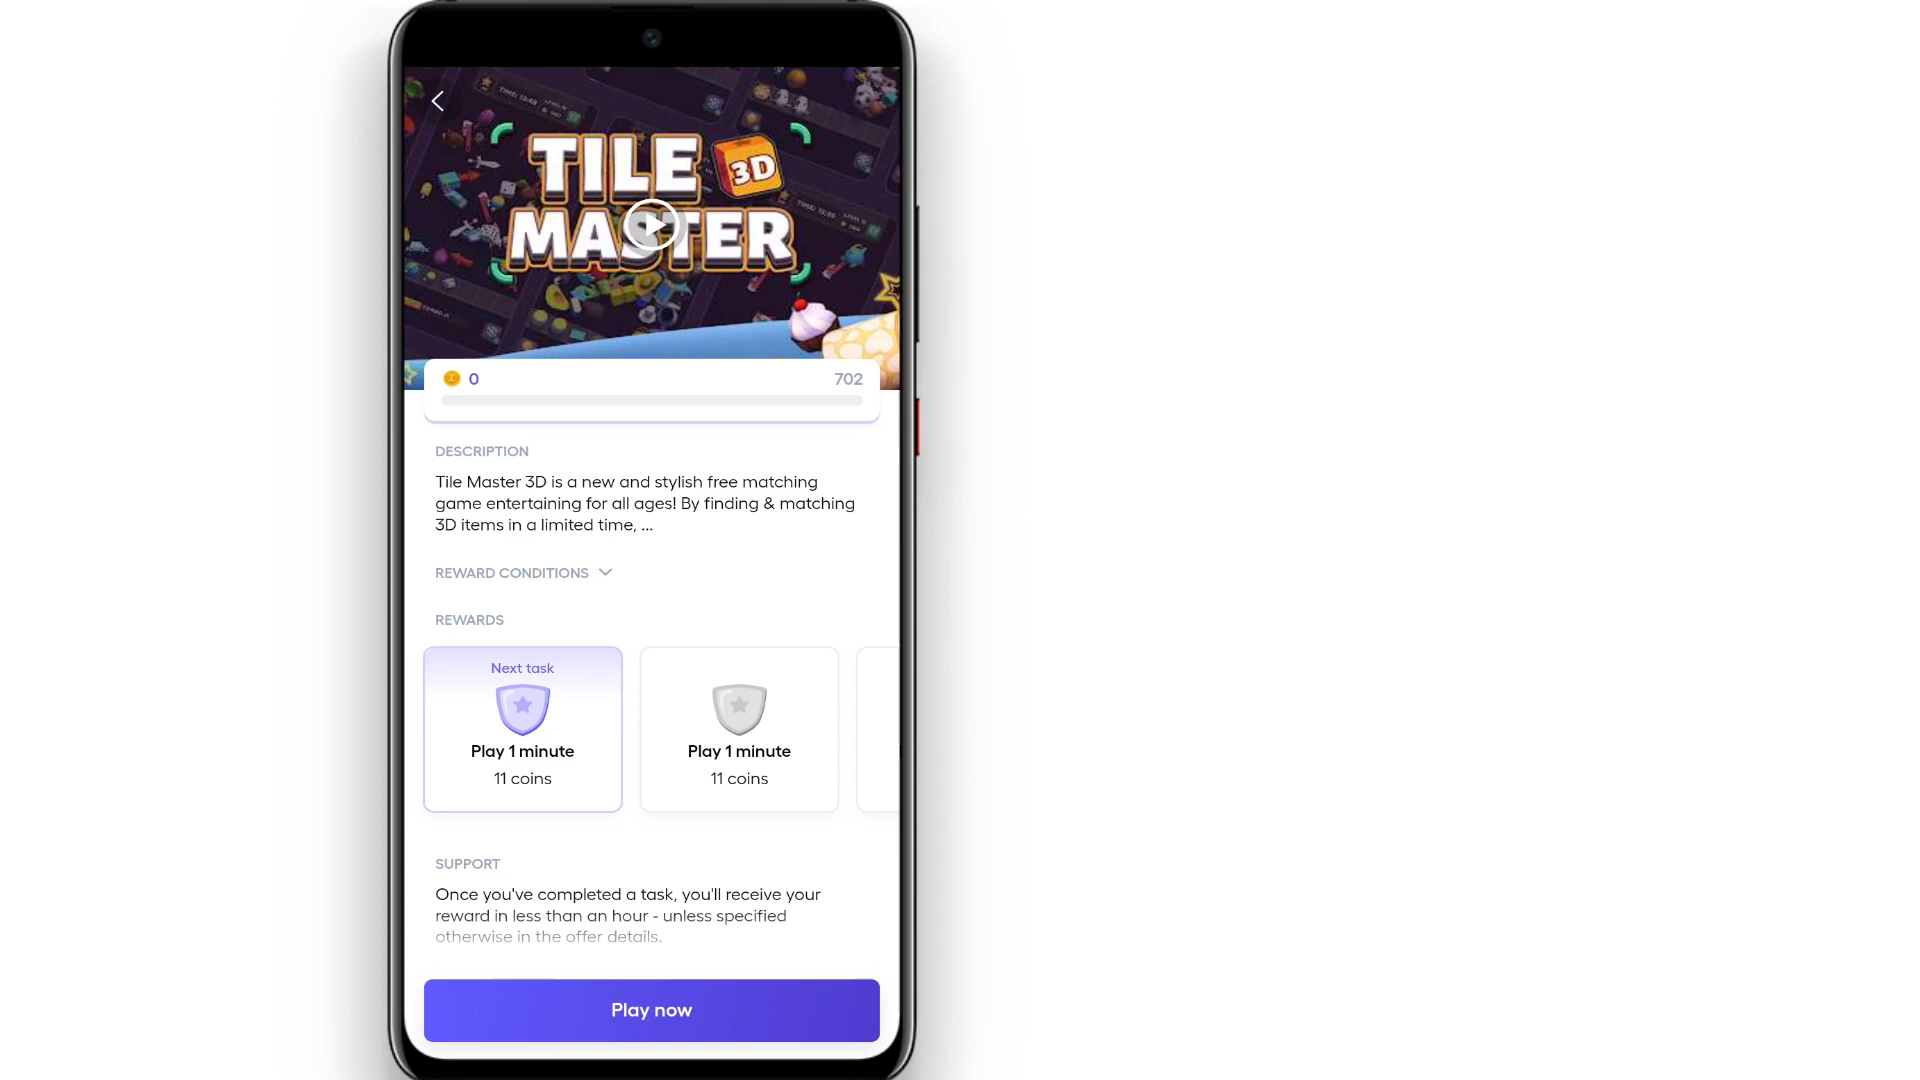 TILE 3D
MASTER
0
702
DESCRIPTION
Tile Master 3D is a new and stylish free matching
game entertaining for all ages! By finding & matching
3D items in a limited time, ...
REWARD CONDITIONS
REWARDS
Next task
Play 1 minute
11 coins
Play 1 minute
11 coins
SUPPORT
Once you've completed a task, you'll receive your
reward in less than an hour - unless specified
otherwise in the offer details.
Play now